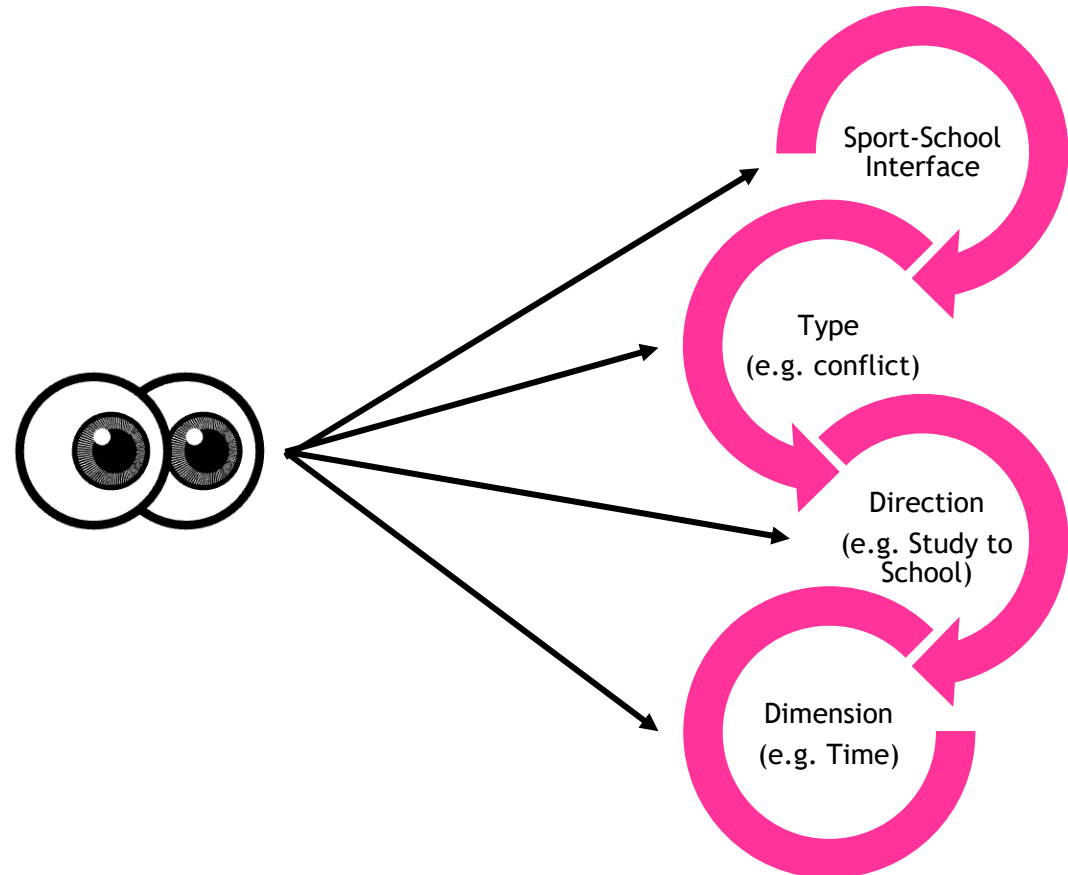 Sport-School
Interface
Type
(e.g. conflict)
Direction
(e.g. Study to
School)
Dimension
(e.g. Time)